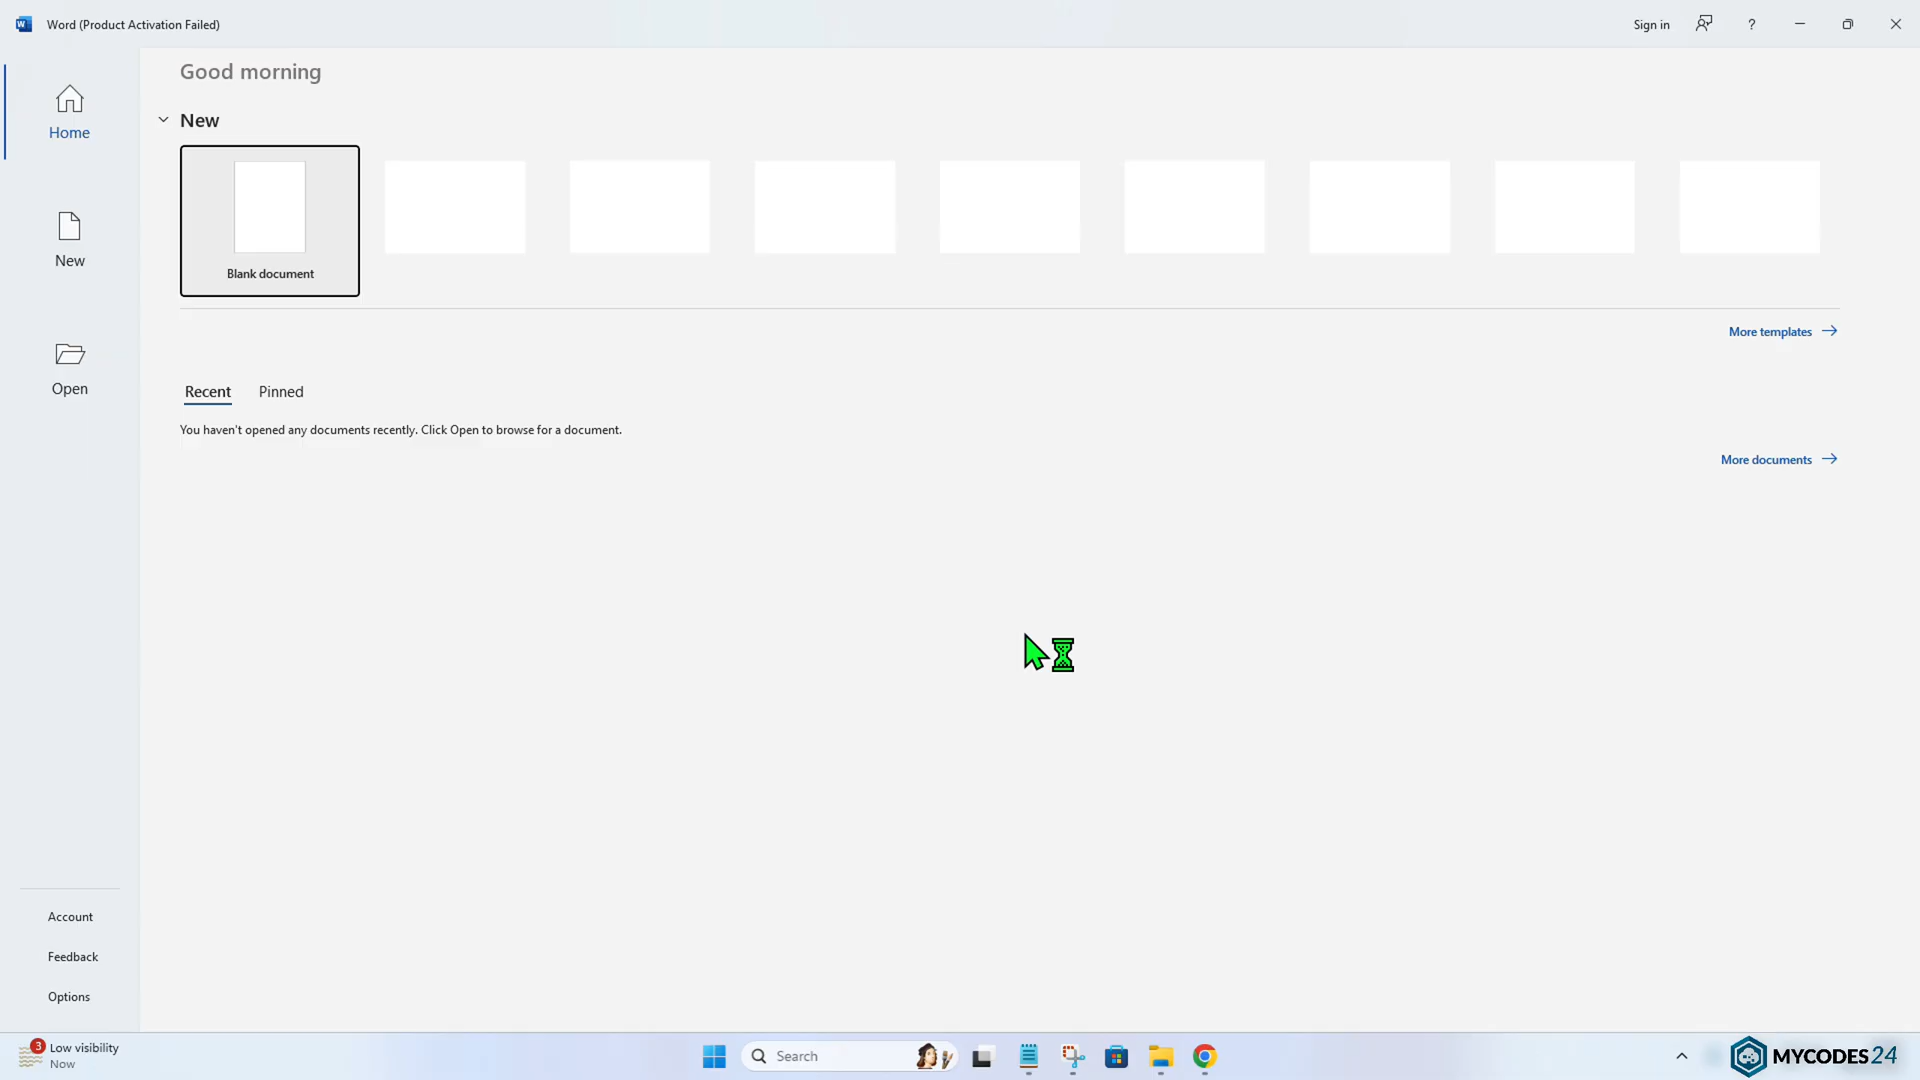 Word (Product Activation Failed)
Sign in
?
Good morning
New
Home
Blank document
New
More templates
Open
Recent
Pinned
You haven't opened any documents recently. Click Open to browse for a document.
More documents
Account
Feedback
Options
3
Low visibility
Now
Search
MYCODES 24